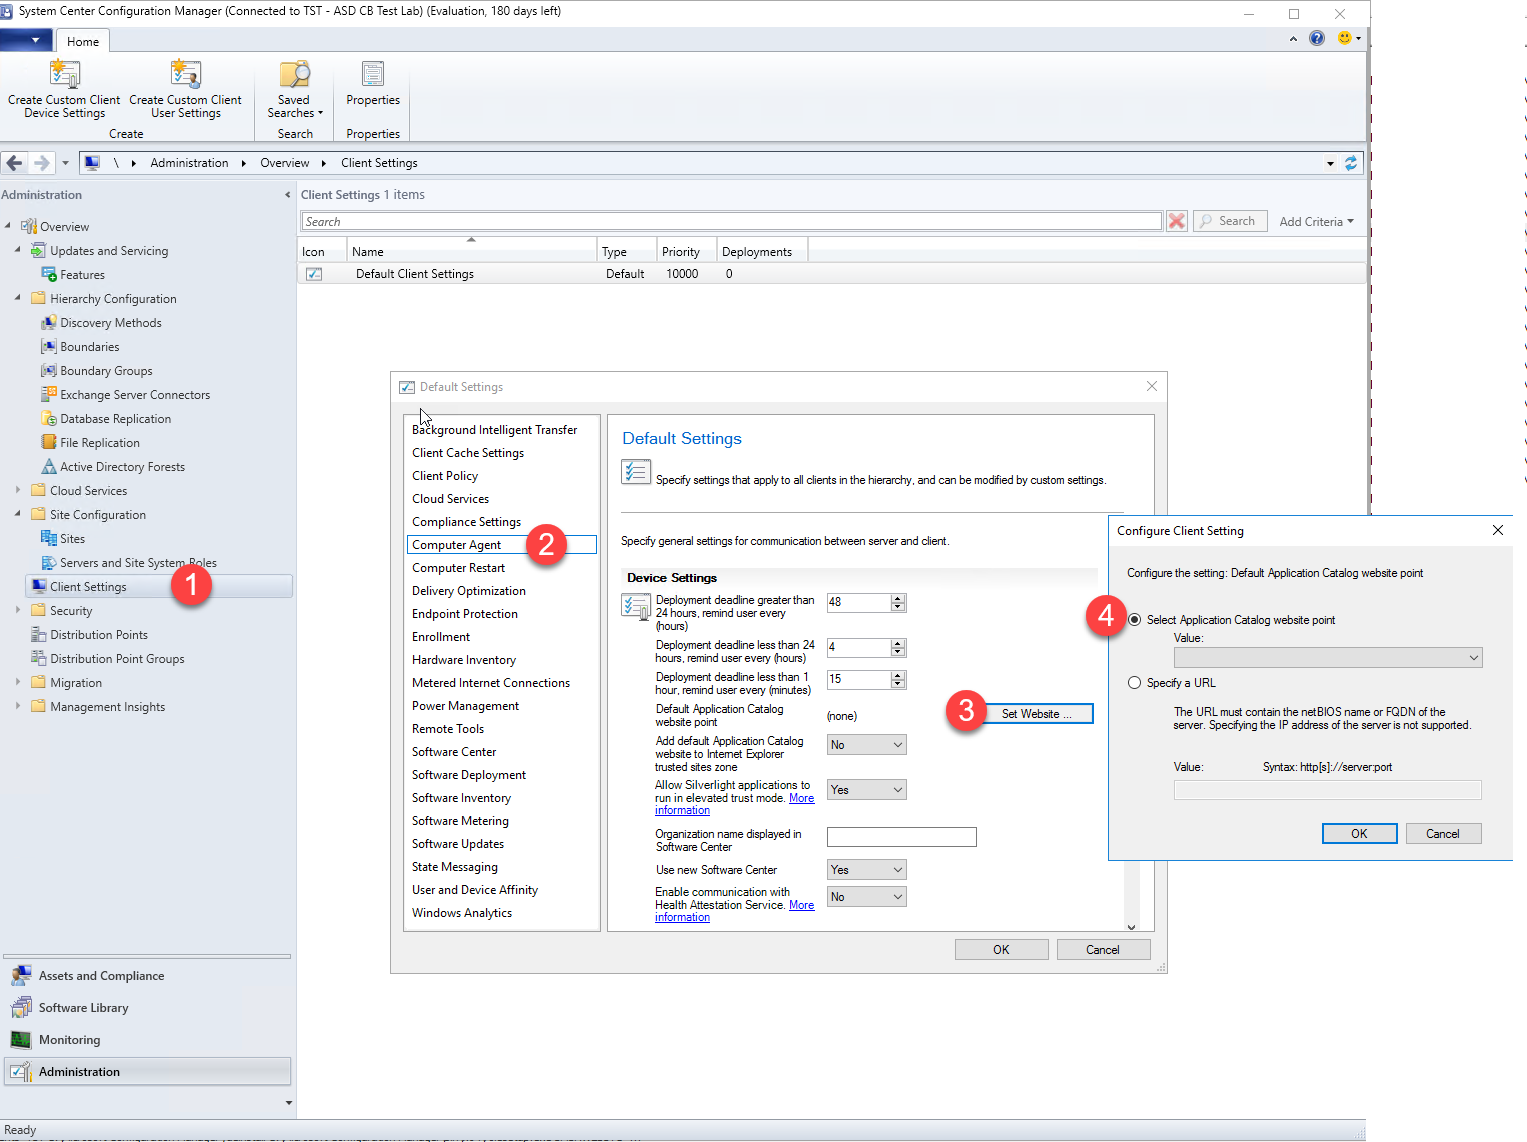 System Center Configuration Manager (Connected to TST - ASD CB Test Lab) (Evaluation, 180 days left)
Home
Create Custom Client
Device Settings
Create Custom Client
User Settings
Saved
Searches
Properties
Create
Search
Properties
\ Administration Overview Client Settings
Administration
Overview
Updates and Servicing
Features
Hierarchy Configuration
Discovery Methods
Boundaries
Boundary Groups
Exchange Server Connectors
Database Replication
File Replication
Active Directory Forests
Cloud Services
Site Configuration
Sites
Servers and Site System Roles
Client Settings
1
Security
Distribution Points
Distribution Point Groups
Migration
Management Insights
Assets and Compliance
Software Library
Monitoring
Administration
Ready
Client Settings 1 items
Search
Search
Add Criteria
Icon Name Type Priority Deployments
Default Client Settings Default 10000 0
Default Settings
Background Intelligent Transfer
Client Cache Settings
Client Policy
Cloud Services
Compliance Settings
Computer Agent
2
Computer Restart
Delivery Optimization
Endpoint Protection
Enrollment
Hardware Inventory
Metered Internet Connections
Power Management
Remote Tools
Software Center
Software Deployment
Software Inventory
Software Metering
Software Updates
State Messaging
User and Device Affinity
Windows Analytics
Default Settings
Specify settings that apply to all clients in the hierarchy, and can be modified by custom settings.
Specify general settings for communication between server and client.
Device Settings
Deployment deadline greater than
24 hours, remind user every
(hours)
48
Deployment deadline less than 24
hours, remind user every (hours)
4
Deployment deadline less than 1
hour, remind user every (minutes)
15
Default Application Catalog
website point
(none)
3
Set Website ...
Add default Application Catalog
website to Internet Explorer
trusted sites zone
No
Allow Silverlight applications to
run in elevated trust mode. More
information
Yes
Organization name displayed in
Software Center
Use new Software Center
Yes
Enable communication with
Health Attestation Service. More
information
No
OK
Cancel
Configure Client Setting
Configure the setting: Default Application Catalog website point
4
Select Application Catalog website point
Value:
Specify a URL
The URL must contain the netBIOS name or FQDN of the
server. Specifying the IP address of the server is not supported.
Value: Syntax: http[s]://server:port
OK
Cancel